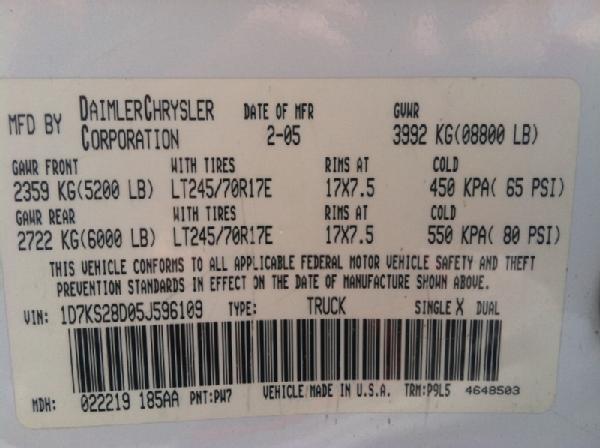 MFD BY DAIMLERCHRYSLER CORPORATION DATE OF MFR 2-05 GVWR 3992 KG(08800 LB)
GAWR FRONT WITH TIRES RIMS AT COLD
2359 KG(5200 LB) LT245/70R17E 17X7.5 450 KPA( 65 PSI)
GAWR REAR WITH TIRES RIMS AT COLD
2722 KG(6000 LB) LT245/70R17E 17X7.5 550 KPA( 80 PSI)
THIS VEHICLE CONFORMS TO ALL APPLICABLE FEDERAL MOTOR VEHICLE SAFETY AND THEFT
PREVENTION STANDARDS IN EFFECT ON THE DATE OF MANUFACTURE SHOWN ABOVE.
VIN: 1D7KS28D05J596109 TYPE: TRUCK SINGLE X DUAL
MDH: 022219 185AA PNT:PW7 VEHICLE MADE IN U.S.A. TRM:P9L5 4648503